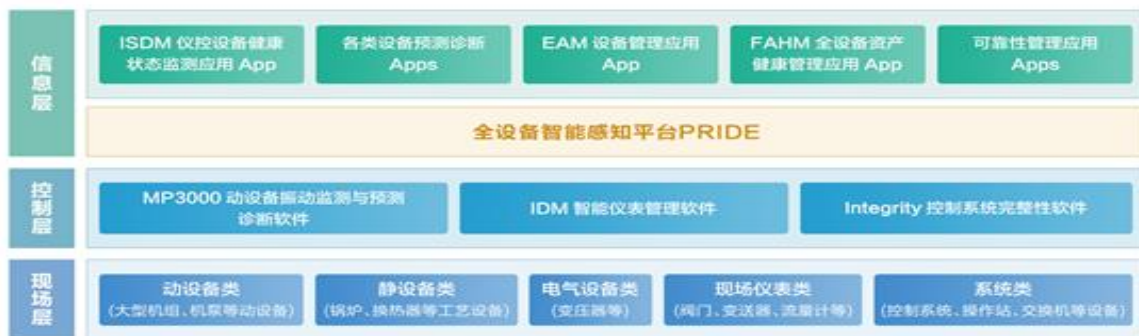 信息层
ISDM 仪控设备健康
状态监测应用 App
各类设备预测诊断
Apps
EAM 设备管理应用
App
FAHM 全设备资产
健康管理应用 App
可靠性管理应用
Apps
全设备智能感知平台PRIDE
控制层
MP3000 动设备振动监测与预测
诊断软件
IDM 智能仪表管理软件
Integrity 控制系统完整性软件
现场层
动设备类
(大型机组、机泵等动设备)
静设备类
(锅炉、换热器等工艺设备)
电气设备类
(变压器等)
现场仪表类
(阀门、变送器、流量计等)
系统类
(控制系统、操作站、交换机等设备)